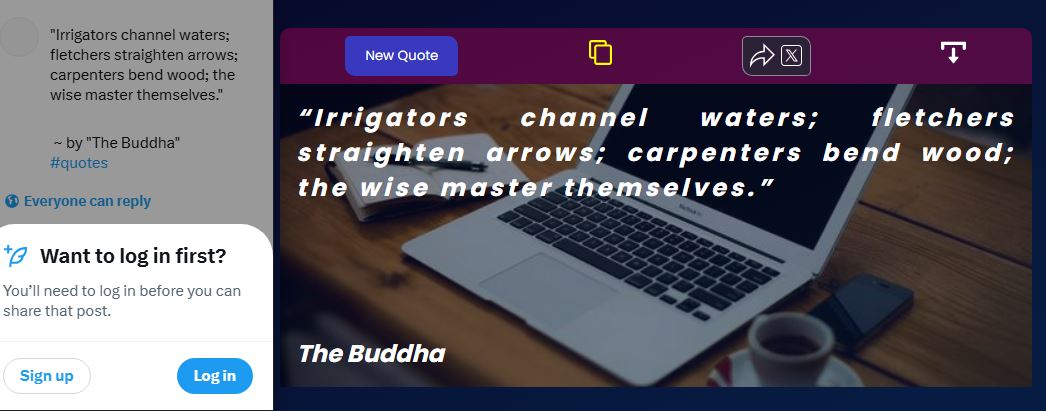 "Irrigators channel waters;
fletchers straighten arrows;
carpenters bend wood; the
wise master themselves."
~ by "The Buddha"
#quotes
Everyone can reply
Want to log in first?
You’ll need to log in before you can
share that post.
Sign up
Log in
New Quote
“Irrigators channel waters; fletchers
straighten arrows; carpenters bend wood;
the wise master themselves.”
The Buddha